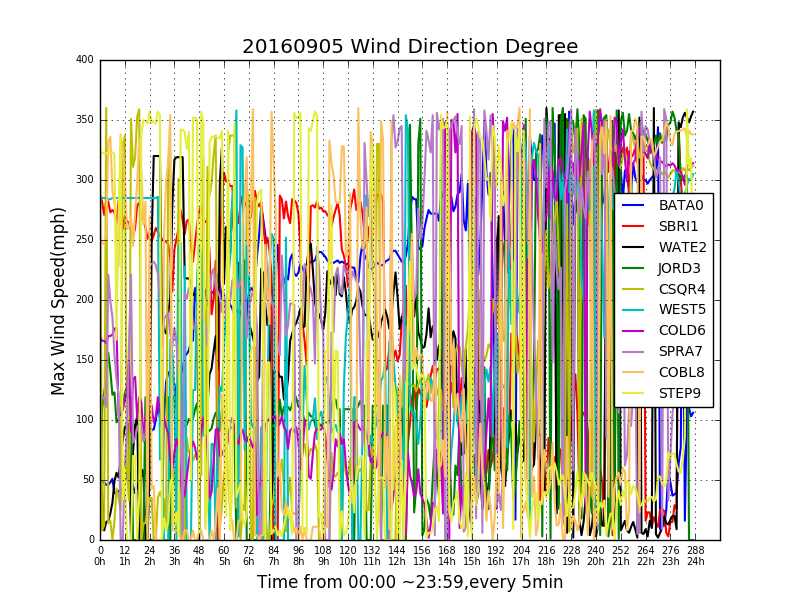 20160905 Wind Direction Degree
400
350
300
250
200
150
100
50
0
Max Wind Speed(mph)
BATA0
SBRI1
WATE2
JORD3
CSQR4
WEST5
COLD6
SPRA7
COBL8
STEP9
0 12 24 36 48 60 72 84 96 108 120 132 144 156 168 180 192 204 216 228 240 252 264 276 288
0h 1h 2h 3h 4h 5h 6h 7h 8h 9h 10h 11h 12h 13h 14h 15h 16h 17h 18h 19h 20h 21h 22h 23h 24h
Time from 00:00 ~23:59,every 5min